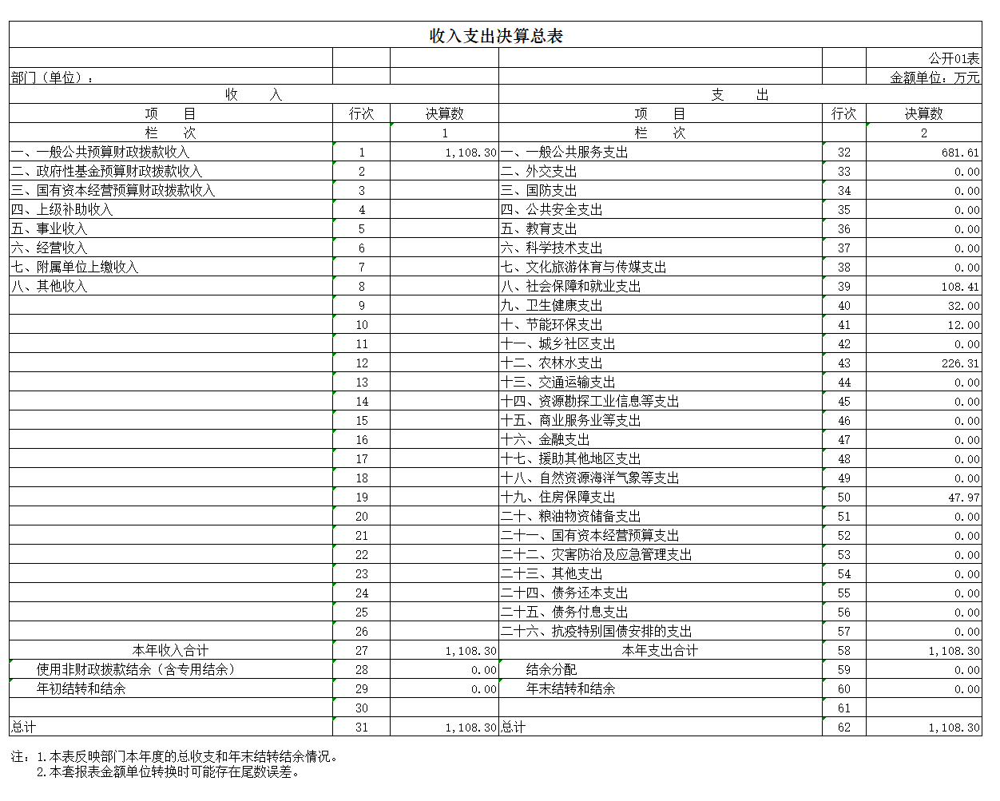 收入支出决算总表
公开01表
部门（单位）： 金额单位：万元
收 入 支 出
项 目 行次 决算数 项 目 行次 决算数
栏 次 1 栏 次 2
一、一般公共预算财政拨款收入 1 1,108.30 一、一般公共服务支出 32 681.61
二、政府性基金预算财政拨款收入 2 二、外交支出 33 0.00
三、国有资本经营预算财政拨款收入 3 三、国防支出 34 0.00
四、上级补助收入 4 四、公共安全支出 35 0.00
五、事业收入 5 五、教育支出 36 0.00
六、经营收入 6 六、科学技术支出 37 0.00
七、附属单位上缴收入 7 七、文化旅游体育与传媒支出 38 0.00
八、其他收入 8 八、社会保障和就业支出 39 108.41
9 九、卫生健康支出 40 32.00
10 十、节能环保支出 41 12.00
11 十一、城乡社区支出 42 0.00
12 十二、农林水支出 43 226.31
13 十三、交通运输支出 44 0.00
14 十四、资源勘探工业信息等支出 45 0.00
15 十五、商业服务业等支出 46 0.00
16 十六、金融支出 47 0.00
17 十七、援助其他地区支出 48 0.00
18 十八、自然资源海洋气象等支出 49 0.00
19 十九、住房保障支出 50 47.97
20 二十、粮油物资储备支出 51 0.00
21 二十一、国有资本经营预算支出 52 0.00
22 二十二、灾害防治及应急管理支出 53 0.00
23 二十三、其他支出 54 0.00
24 二十四、债务还本支出 55 0.00
25 二十五、债务付息支出 56 0.00
26 二十六、抗疫特别国债安排的支出 57 0.00
本年收入合计 27 1,108.30 本年支出合计 58 1,108.30
使用非财政拨款结余（含专用结余） 28 0.00 结余分配 59 0.00
年初结转和结余 29 0.00 年末结转和结余 60 0.00
30 61
总计 31 1,108.30 总计 62 1,108.30
注：1.本表反映部门本年度的总收支和年末结转结余情况。
2.本套报表金额单位转换时可能存在尾数误差。